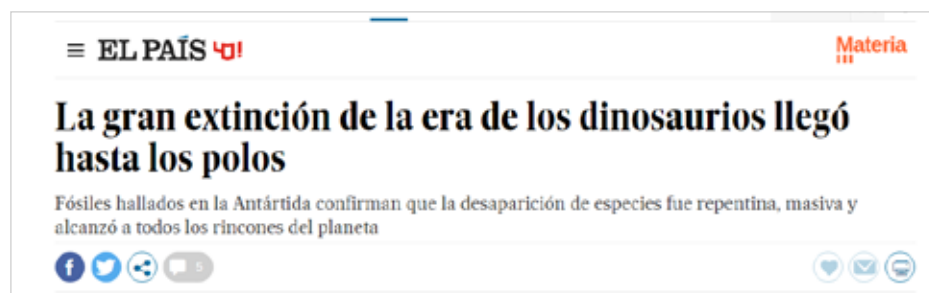 EL PAÍS 40!
Materia
La gran extinción de la era de los dinosaurios llegó
hasta los polos
Fósiles hallados en la Antártida confirman que la desaparición de especies fue repentina, masiva y
alcanzó a todos los rincones del planeta
f
5